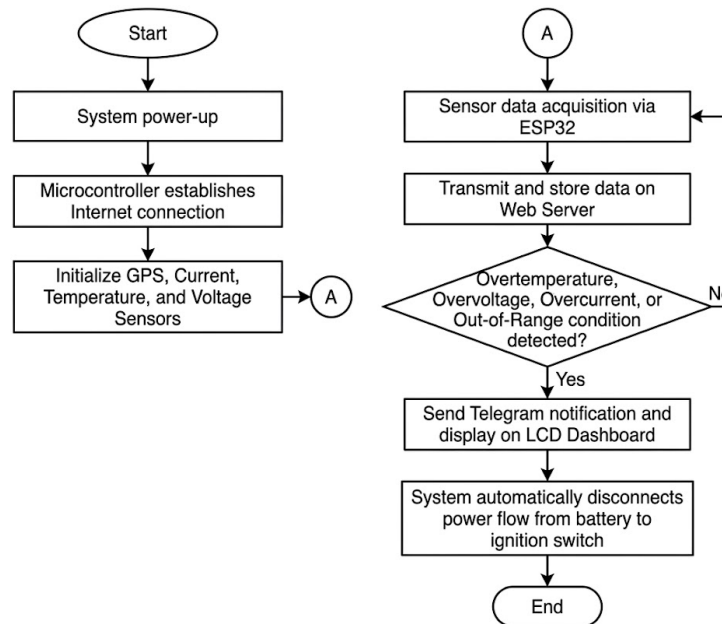 Start
System power-up
Microcontroller establishes
Internet connection
Initialize GPS, Current,
Temperature, and Voltage
Sensors
A
A
Sensor data acquisition via
ESP32
Transmit and store data on
Web Server
Overtemperature,
Overvoltage, Overcurrent, or
Out-of-Range condition
detected?
No
Yes
Send Telegram notification and
display on LCD Dashboard
System automatically disconnects
power flow from battery to
ignition switch
End